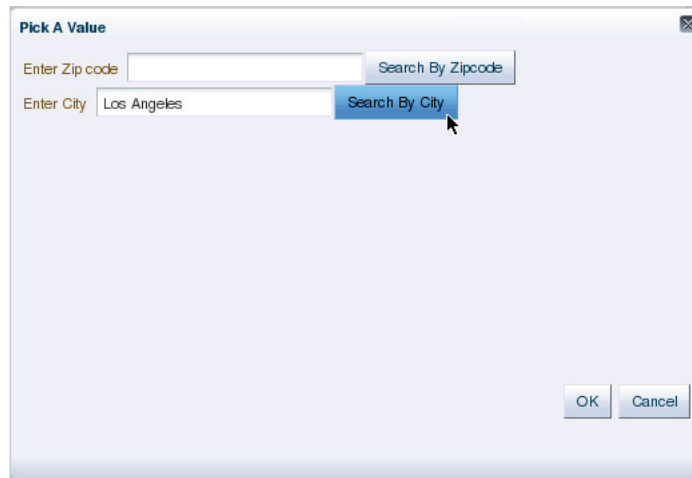 Pick A Value
Enter Zip code Search By Zipcode
Enter City Los Angeles Search By City
OK Cancel